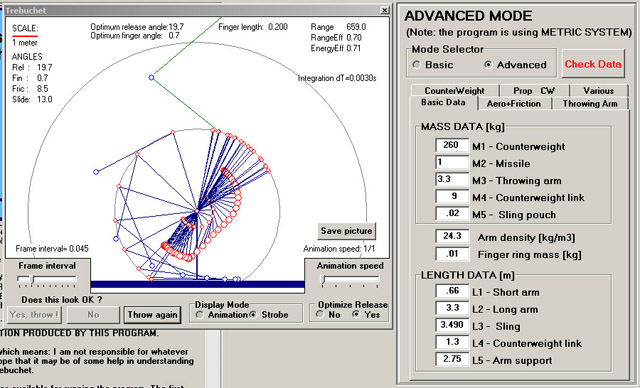 Trebuchet
SCALE:
1 meter
ANGLES
Rel : 19.7
Fin : 0.7
Fric : 8.5
Slide: 13.0
Optimum release angle:19.7
Optimum finger angle: 0.7
Finger length: 0.200
Range 659.0
RangeEff 0.70
EnergyEff 0.71
Integration dT=0.0030s
Save picture
Frame interval= 0.045
Animation speed: 1/1
Frame interval
Animation speed
Does this look OK ?
Yes, throw !
No
Throw again
Display Mode
Animation
Strobe
Optimize Release
No
Yes
TION PRODUCED BY THIS PROGRAM.
which means: I am not responsible for whatever
ope that it may be of some help in understanding
ebuchet.
ADVANCED MODE
(Note: the program is using METRIC SYSTEM)
Mode Selector
Basic
Advanced
Check Data
CounterWeight
Prop CW
Various
Basic Data
Aero+Friction
Throwing Arm
MASS DATA [kg]
260 M1 - Counterweight
1 M2 - Missile
3.3 M3 - Throwing arm
9 M4 - Counterweight link
.02 M5 - Sling pouch
24.3 Arm density [kg/m3]
.01 Finger ring mass [kg]
LENGTH DATA [m]
.66 L1 - Short arm
3.3 L2 - Long arm
3.490 L3 - Sling
1.3 L4 - Counterweight link
2.75 L5 - Arm support